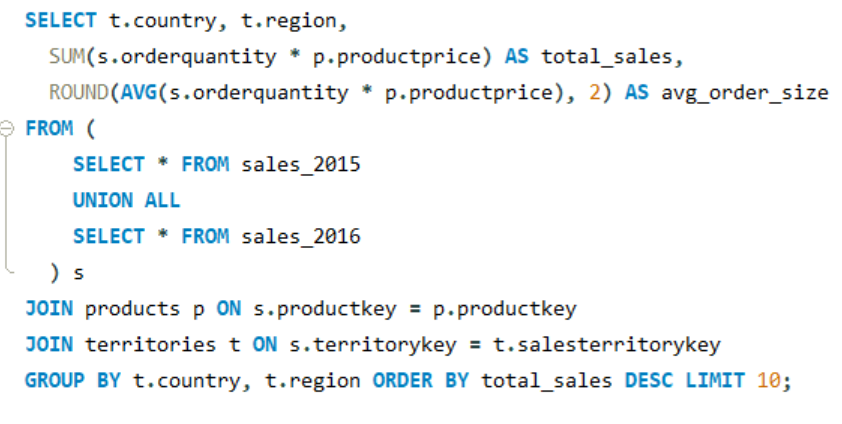 SELECT t.country, t.region,
SUM(s.orderquantity * p.productprice) AS total_sales,
ROUND(AVG(s.orderquantity * p.productprice), 2) AS avg_order_size
FROM (
SELECT * FROM sales_2015
UNION ALL
SELECT * FROM sales_2016
) s
JOIN products p ON s.productkey = p.productkey
JOIN territories t ON s.territorykey = t.salesterritorykey
GROUP BY t.country, t.region ORDER BY total_sales DESC LIMIT 10;